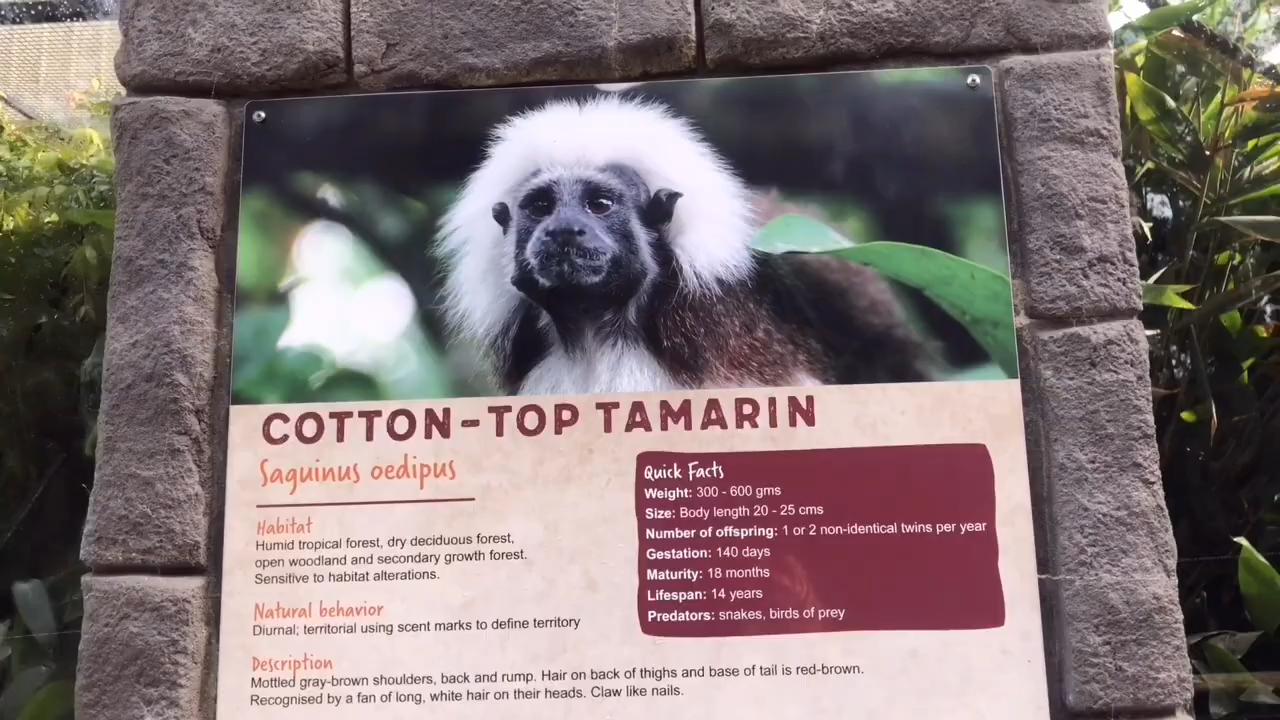 COTTON-TOP TAMARIN
Saguinus oedipus
Habitat
Humid tropical forest, dry deciduous forest,
open woodland and secondary growth forest.
Sensitive to habitat alterations.
Natural behavior
Diurnal; territorial using scent marks to define territory
Quick Facts
Weight: 300 - 600 gms
Size: Body length 20 - 25 cms
Number of offspring: 1 or 2 non-identical twins per year
Gestation: 140 days
Maturity: 18 months
Lifespan: 14 years
Predators: snakes, birds of prey
Description
Mottled gray-brown shoulders, back and rump. Hair on back of thighs and base of tail is red-brown.
Recognised by a fan of long, white hair on their heads. Claw like nails.